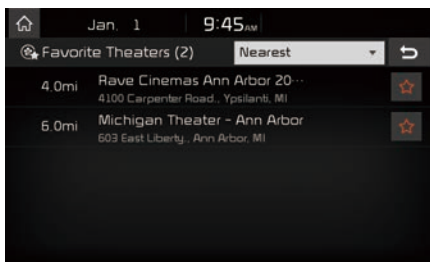 Jan. 1 9:45AM
Favorite Theaters (2) Nearest
4.0mi Rave Cinemas Ann Arbor 20···
4100 Carpenter Road., Ypsilanti, MI
6.0mi Michigan Theater - Ann Arbor
603 East Liberty., Ann Arbor, MI